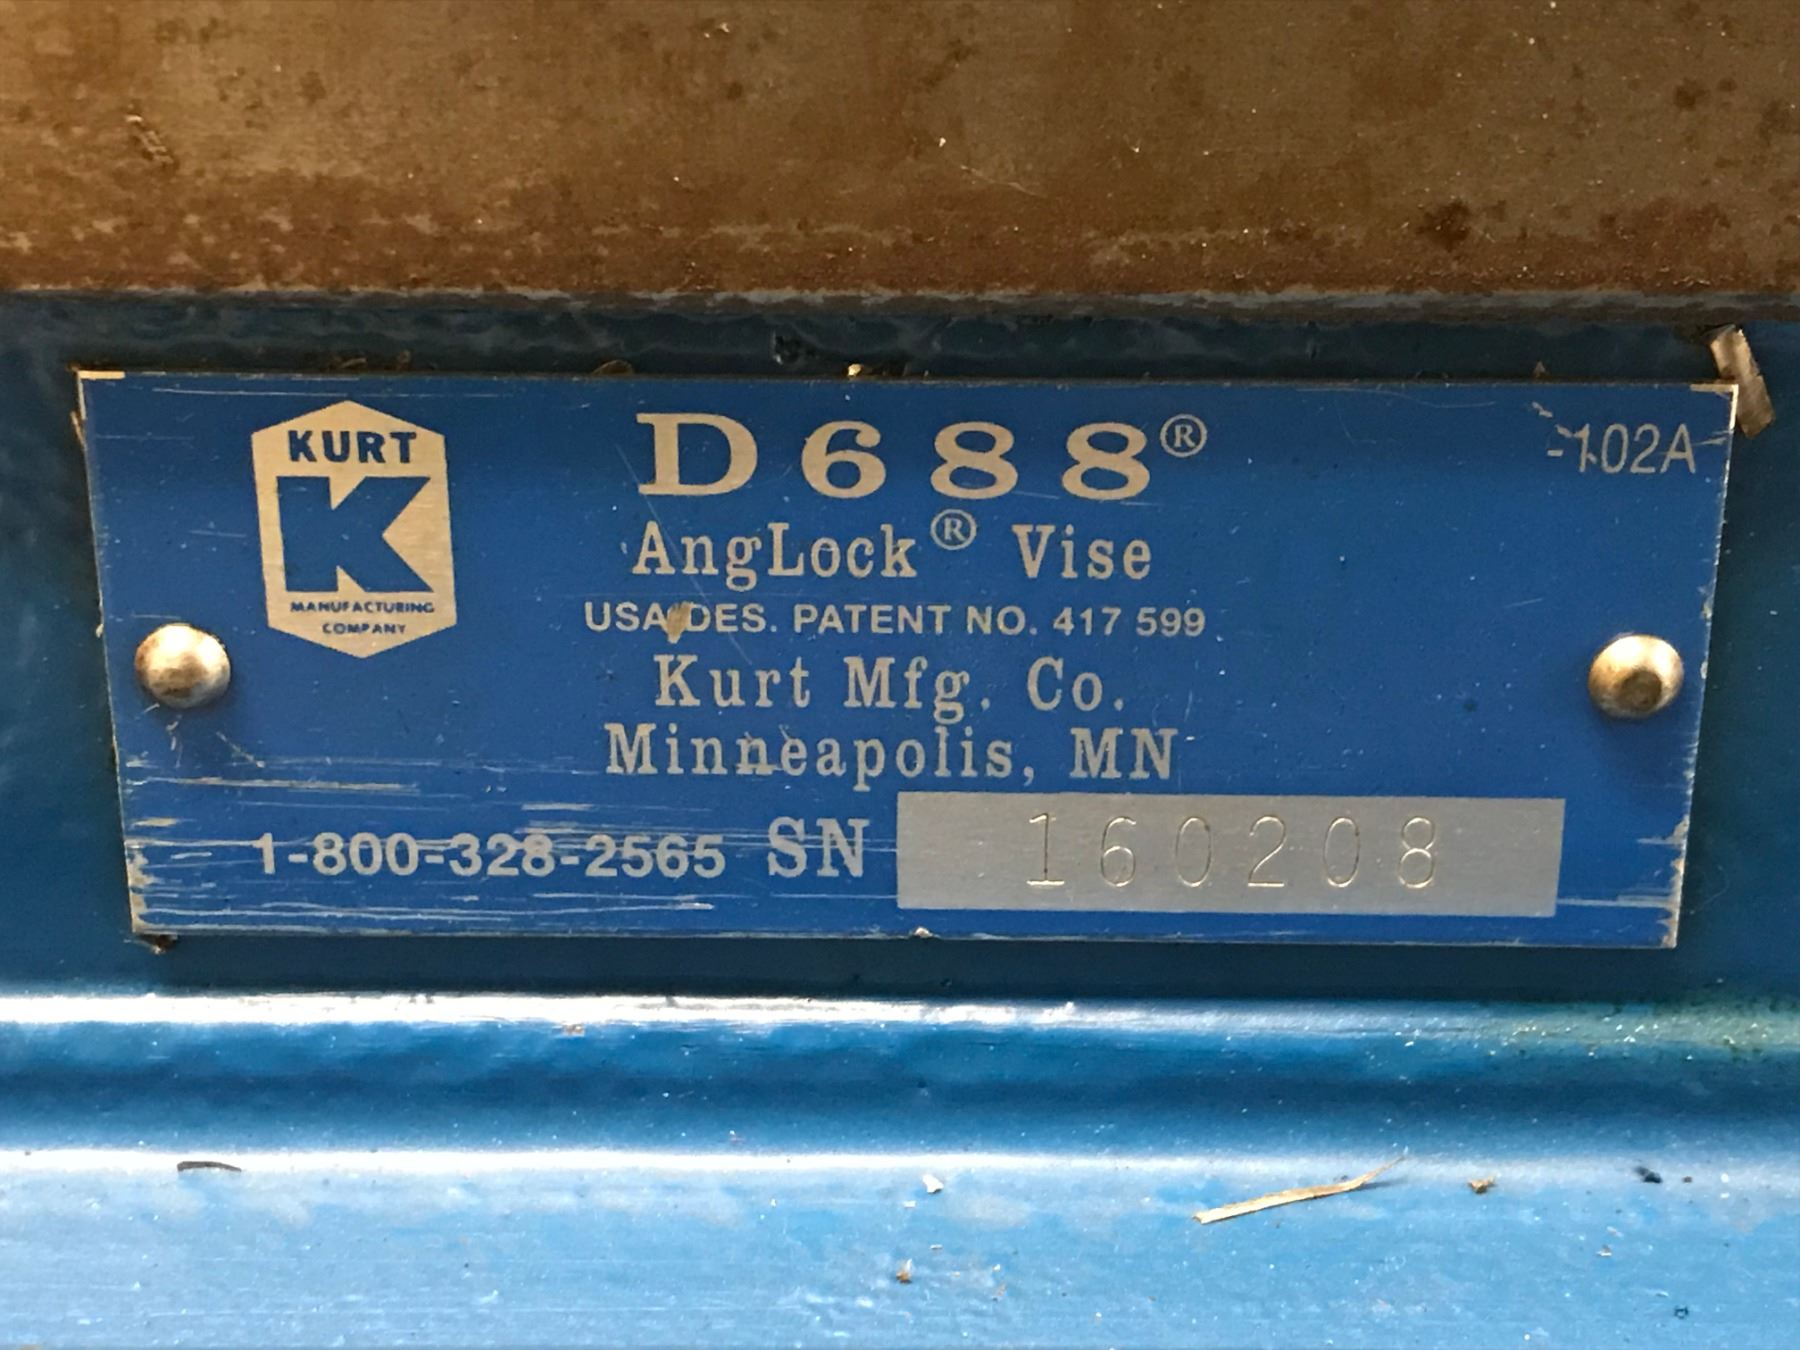 KURT
K
MANUFACTURING
COMPANY
D688®
-102A
AngLock® Vise
USA DES. PATENT NO. 417 599
Kurt Mfg. Co.
Minneapolis, MN
1-800-328-2565 SN 160208